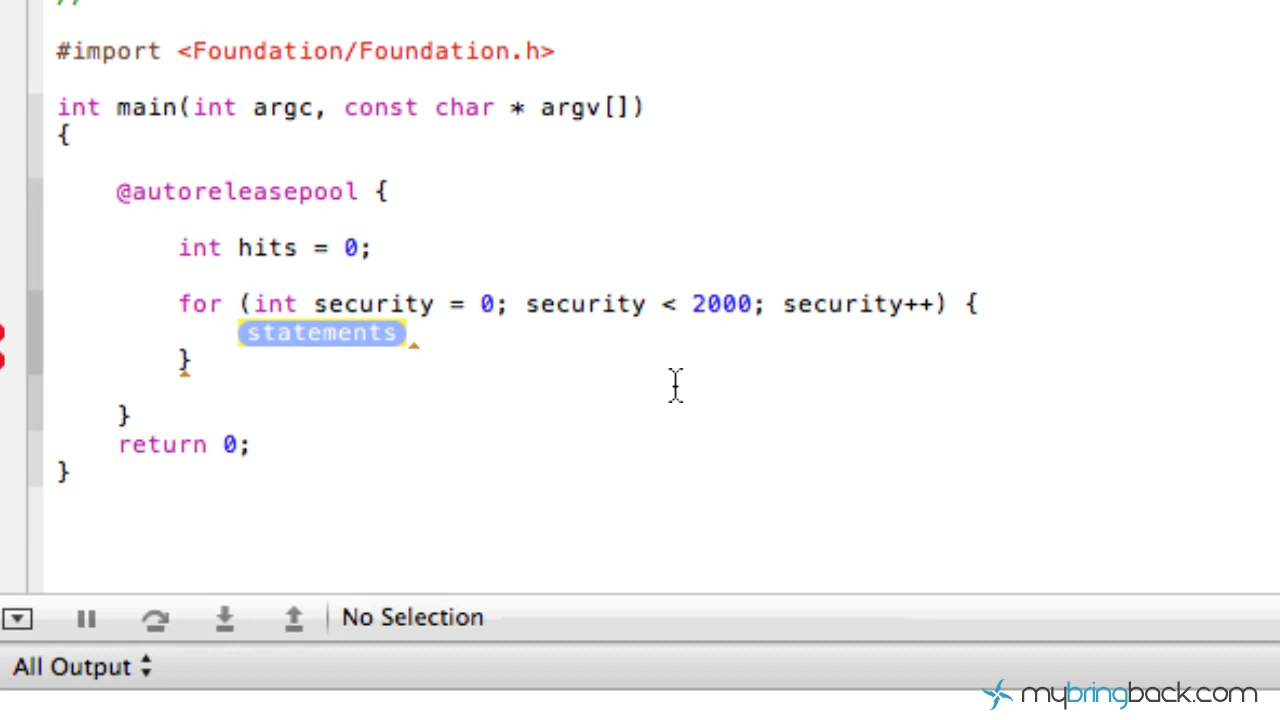 //
#import <Foundation/Foundation.h>
int main(int argc, const char * argv[])
{
@autoreleasepool {
int hits = 0;
for (int security = 0; security < 2000; security++) {
statements
}
}
return 0;
}
No Selection
All Output
mybringback.com